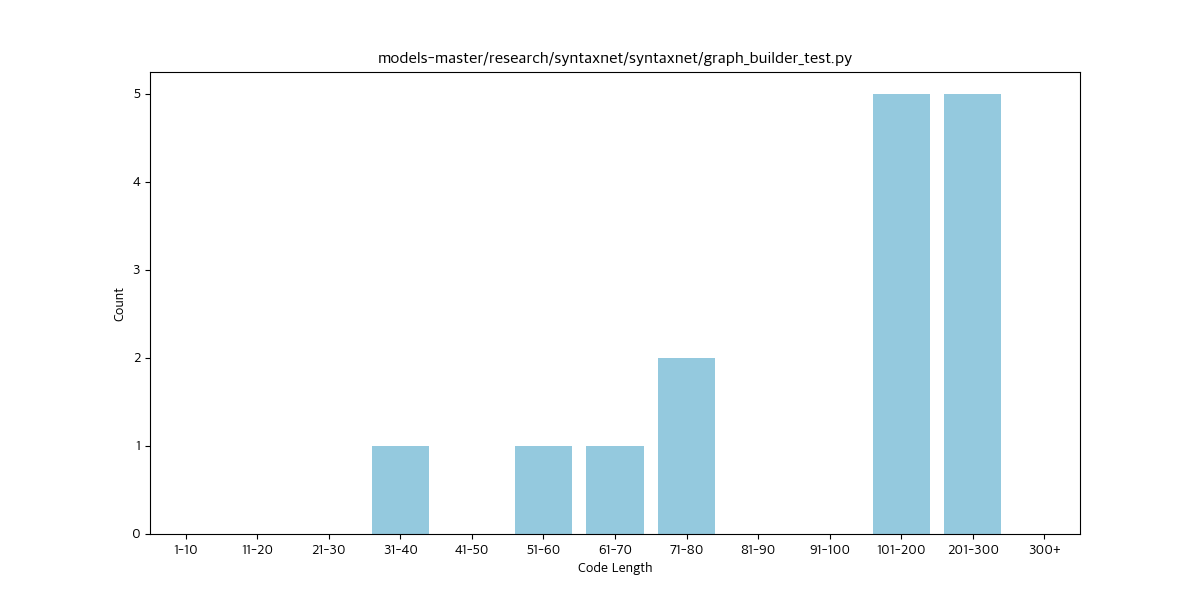 models-master/research/syntaxnet/syntaxnet/graph_builder_test.py
5
4
3
2
1
0
Count
1-10 11-20 21-30 31-40 41-50 51-60 61-70 71-80 81-90 91-100 101-200 201-300 300+
Code Length